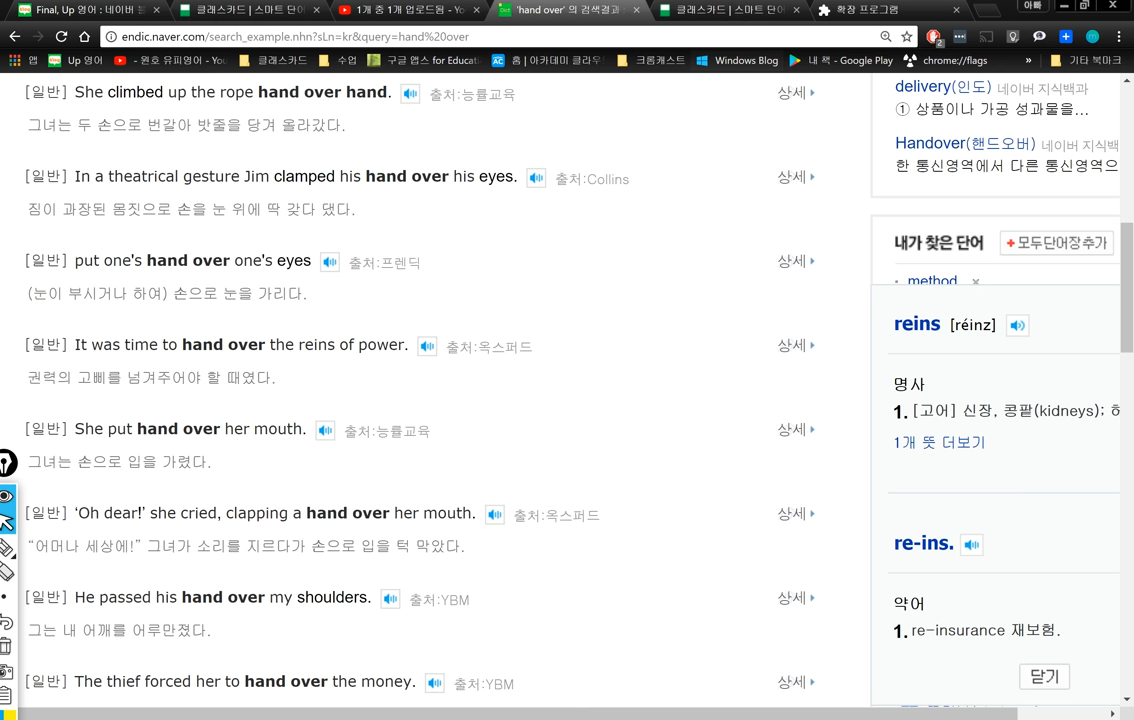 Final, Up 영어 : 네이버 블
클래스카드 | 스마트 단어
1개 중 1개 업로드됨 - Yo
'hand over' 의 검색결과
클래스카드 | 스마트 단어
확장 프로그램
아빠
endic.naver.com/search_example.nhn?sLn=kr&query=hand%20over
앱
Up 영어
- 원호 유피영어 - You
클래스카드
수업
구글 앱스 for Educati
홈 | 아카데미 클라우
크롬캐스트
Windows Blog
내 책 - Google Play
chrome://flags
»
기타 북마크
[일반] She climbed up the rope hand over hand. 출처:능률교육 상세
그녀는 두 손으로 번갈아 밧줄을 당겨 올라갔다.
[일반] In a theatrical gesture Jim clamped his hand over his eyes. 출처:Collins 상세
짐이 과장된 몸짓으로 손을 눈 위에 딱 갖다 댔다.
[일반] put one's hand over one's eyes 출처:프렌딕 상세
(눈이 부시거나 하여) 손으로 눈을 가리다.
[일반] It was time to hand over the reins of power. 출처:옥스퍼드 상세
권력의 고삐를 넘겨주어야 할 때였다.
[일반] She put hand over her mouth. 출처:능률교육 상세
그녀는 손으로 입을 가렸다.
[일반] ‘Oh dear!’ she cried, clapping a hand over her mouth. 출처:옥스퍼드 상세
“어머나 세상에!” 그녀가 소리를 지르다가 손으로 입을 턱 막았다.
[일반] He passed his hand over my shoulders. 출처:YBM 상세
그는 내 어깨를 어루만졌다.
[일반] The thief forced her to hand over the money. 출처:YBM 상세
delivery(인도) 네이버 지식백과
① 상품이나 가공 성과물을...
Handover(핸드오버) 네이버 지식백
한 통신영역에서 다른 통신영역으
내가 찾은 단어
+모두단어장추가
method
reins [réinz]
명사
1. [고어] 신장, 콩팥(kidneys); 허
1개 뜻 더보기
re-ins.
약어
1. re-insurance 재보험.
닫기